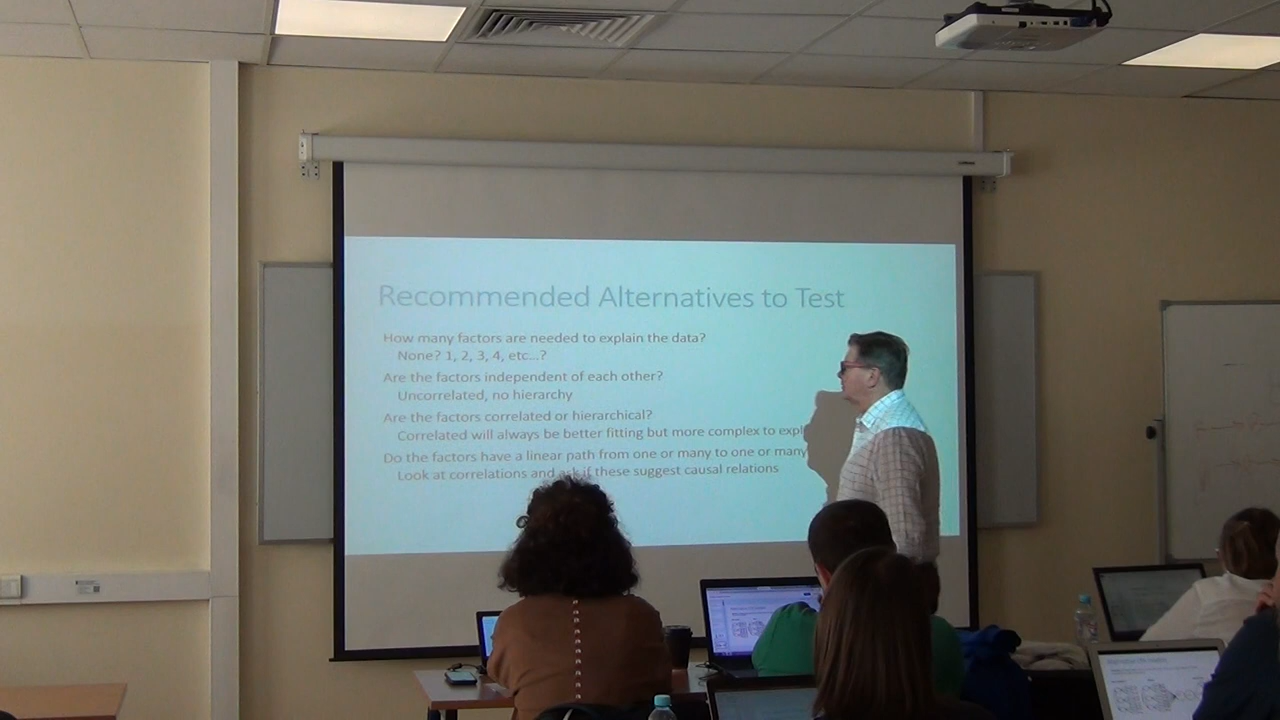 Recommended Alternatives to Test
How many factors are needed to explain the data?
None? 1, 2, 3, 4, etc...?
Are the factors independent of each other?
Uncorrelated, no hierarchy
Are the factors correlated or hierarchical?
Correlated will always be better fitting but more complex to expl
Do the factors have a linear path from one or many to one or many
Look at correlations and ask if these suggest causal relations